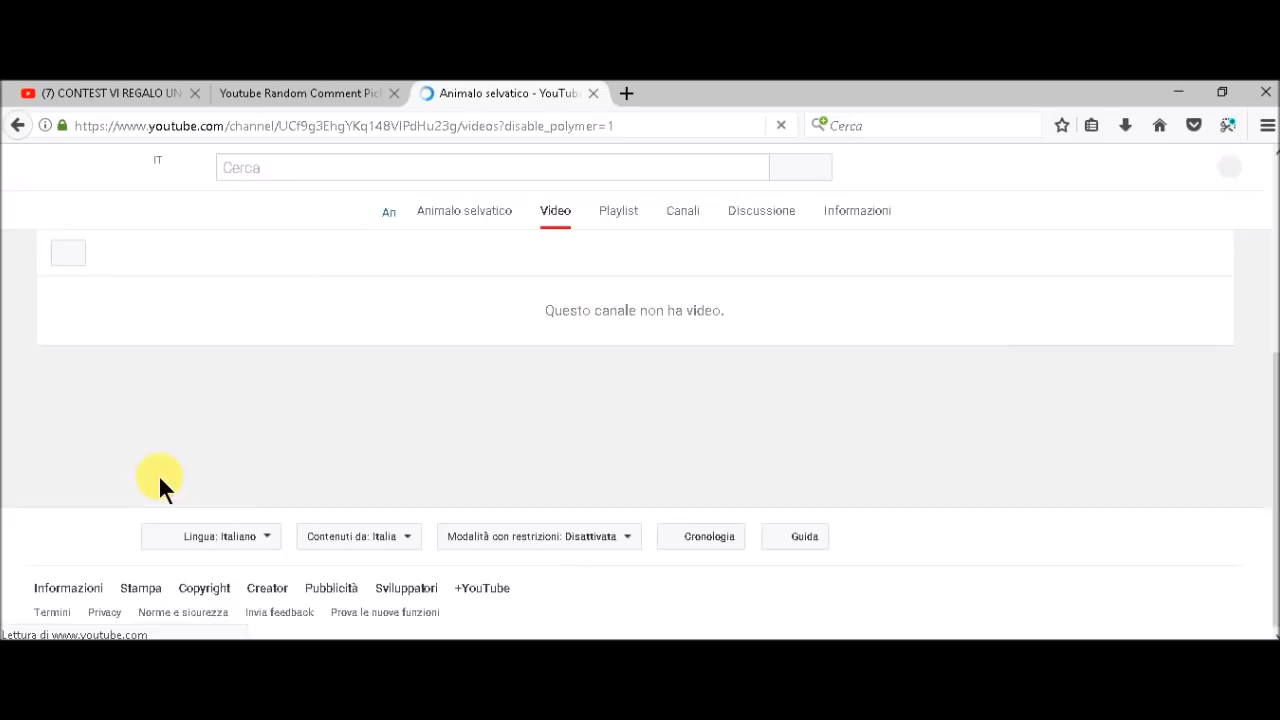 (7) CONTEST VI REGALO UN
Youtube Random Comment Pic
Animalo selvatico - YouTub
https://www.youtube.com/channel/UCf9g3EhgYKq148VIPdHu23g/videos?disable_polymer=1
Cerca
IT
Cerca
An Animalo selvatico Video Playlist Canali Discussione Informazioni
Questo canale non ha video.
Lingua: Italiano Contenuti da: Italia Modalità con restrizioni: Disattivata Cronologia Guida
Informazioni Stampa Copyright Creator Pubblicità Sviluppatori +YouTube
Termini Privacy Norme e sicurezza Invia feedback Prova le nuove funzioni
Lettura di www.youtube.com